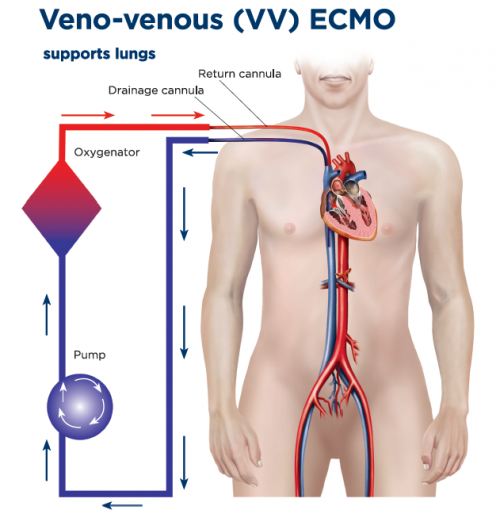 Veno-venous (VV) ECMO
supports lungs
Return cannula
Drainage cannula
Oxygenator
Pump